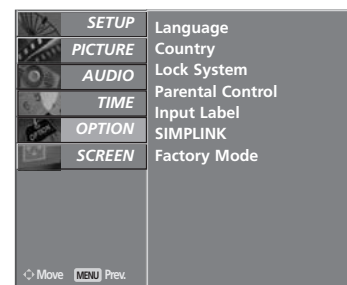 SETUP
PICTURE
AUDIO
TIME
OPTION
SCREEN
Language
Country
Lock System
Parental Control
Input Label
SIMPLINK
Factory Mode
Move MENU Prev.